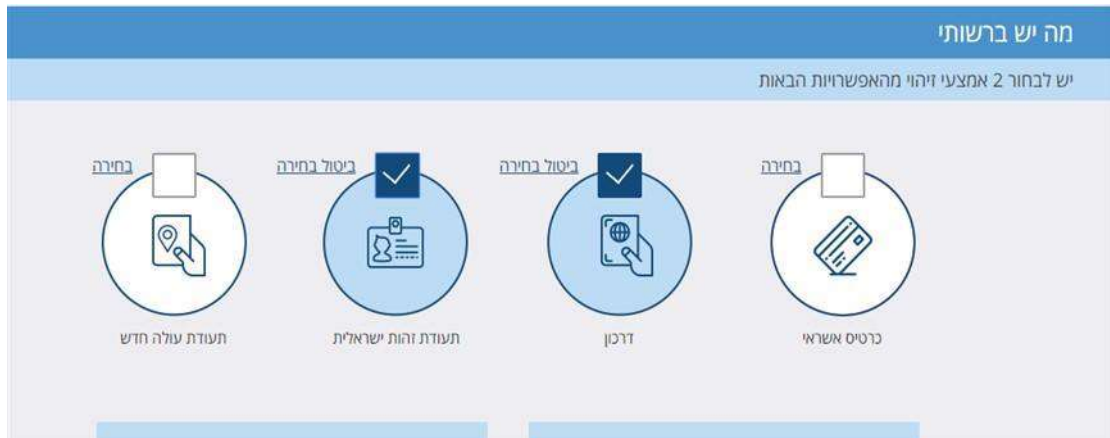 מה יש ברשותי
יש לבחור 2 אמצעי זיהוי מהאפשרויות הבאות
בחירה
ביטול בחירה
ביטול בחירה
בחירה
כרטיס אשראי
דרכון
תעודת זהות ישראלית
תעודת עולה חדש